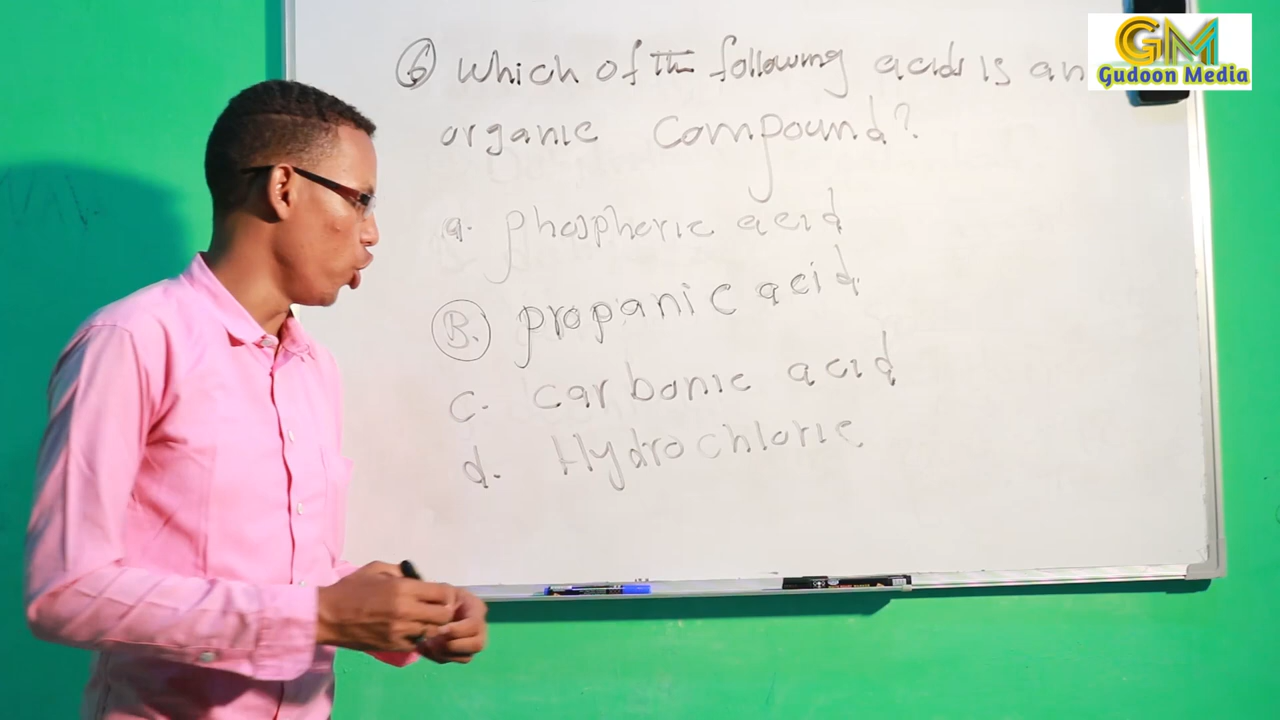 6 Which of the following acids is an
organic compound?
a. phosphoric acid
B. propanic acid
c. carbonic acid
d. Hydrochloric
GM
Gudoon Media